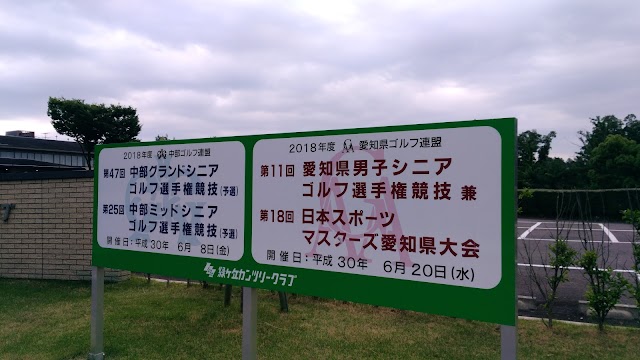 2018年度 中部ゴルフ連盟
第47回 中部グランドシニア
ゴルフ選手権競技(予選)
第25回 中部ミッドシニア
ゴルフ選手権競技(予選)
開催日:平成30年 6月 8日(金)
2018年度 愛知県ゴルフ連盟
第11回 愛知県男子シニア
ゴルフ選手権競技 兼
第18回 日本スポーツ
マスターズ愛知県大会
開催日:平成30年 6月20日(水)
緑ヶ丘カンツリークラブ